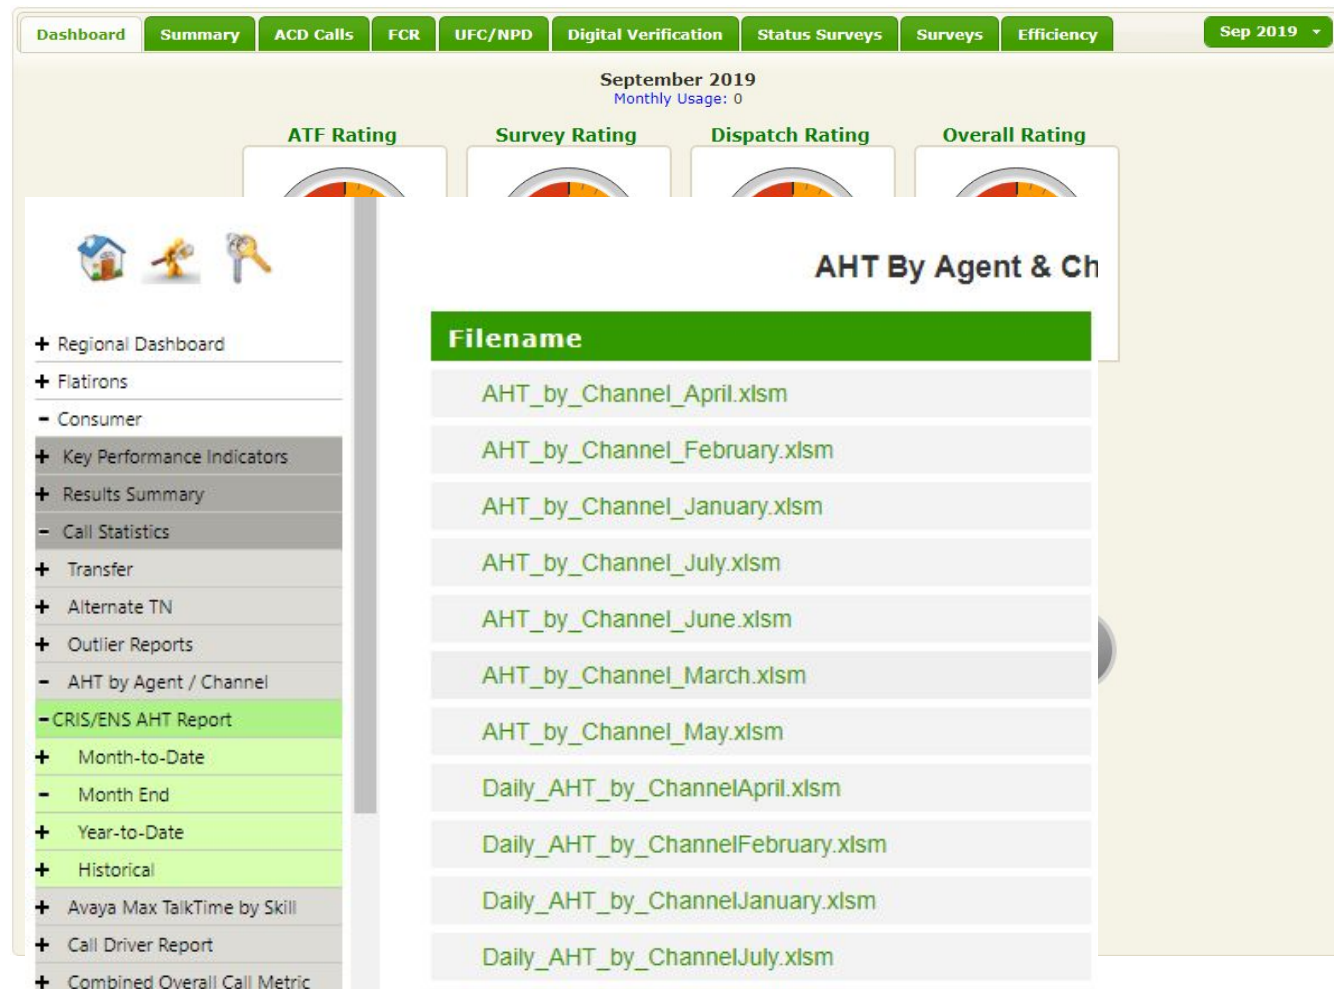 Dashboard Summary ACD Calls FCR UFC/NPD Digital Verification Status Surveys Surveys Efficiency Sep 2019
September 2019
Monthly Usage: 0
ATF Rating Survey Rating Dispatch Rating Overall Rating
+ Regional Dashboard
+ Flatirons
- Consumer
+ Key Performance Indicators
+ Results Summary
- Call Statistics
+ Transfer
+ Alternate TN
+ Outlier Reports
- AHT by Agent / Channel
- CRIS/ENS AHT Report
+ Month-to-Date
- Month End
+ Year-to-Date
+ Historical
+ Avaya Max TalkTime by Skill
+ Call Driver Report
+ Combined Overall Call Metric
AHT By Agent & Ch
Filename
AHT_by_Channel_April.xlsm
AHT_by_Channel_February.xlsm
AHT_by_Channel_January.xlsm
AHT_by_Channel_July.xlsm
AHT_by_Channel_June.xlsm
AHT_by_Channel_March.xlsm
AHT_by_Channel_May.xlsm
Daily_AHT_by_ChannelApril.xlsm
Daily_AHT_by_ChannelFebruary.xlsm
Daily_AHT_by_ChannelJanuary.xlsm
Daily_AHT_by_ChannelJuly.xlsm